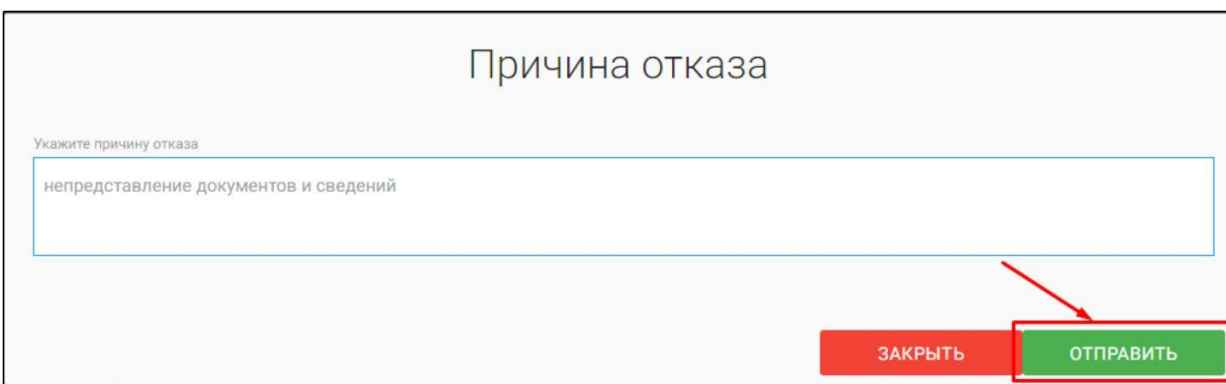 Причина отказа
Укажите причину отказа
непредставление документов и сведений
ЗАКРЫТЬ
ОТПРАВИТЬ